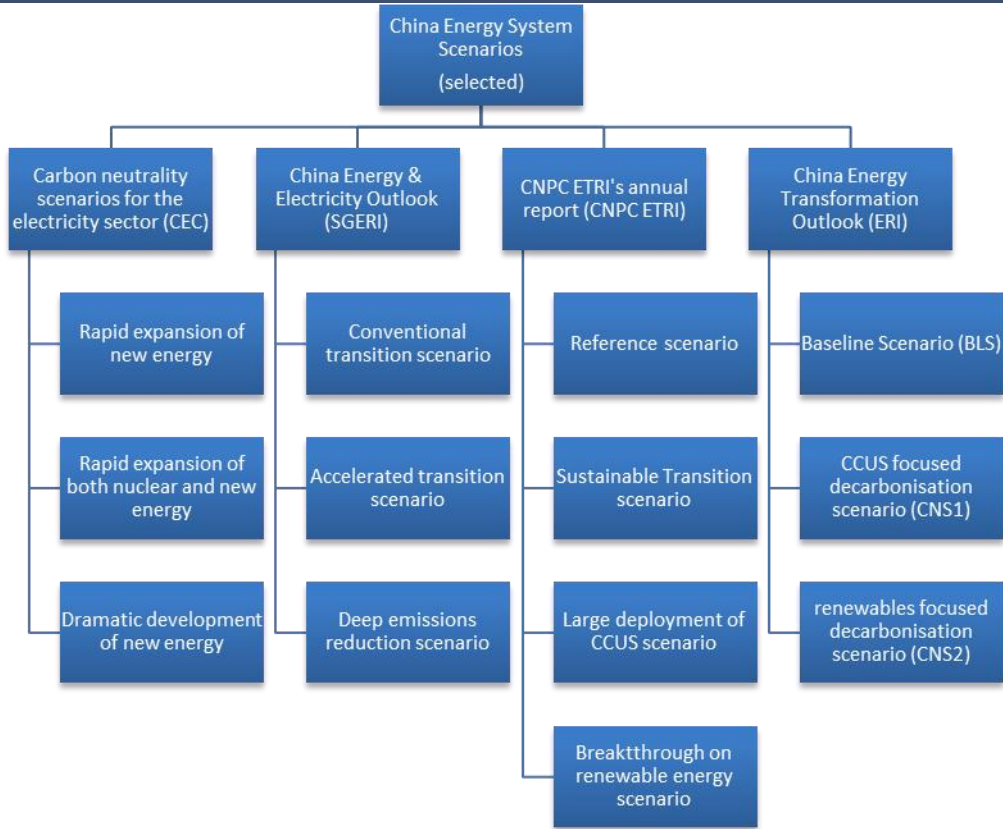 China Energy System
Scenarios
(selected)
Carbon neutrality
scenarios for the
electricity sector (CEC)
Rapid expansion of
new energy
Rapid expansion of
both nuclear and new
energy
Dramatic development
of new energy
China Energy &
Electricity Outlook
(SGERI)
Conventional
transition scenario
Accelerated transition
scenario
Deep emissions
reduction scenario
CNPC ETRI's annual
report (CNPC ETRI)
Reference scenario
Sustainable Transition
scenario
Large deployment of
CCUS scenario
Breaktthrough on
renewable energy
scenario
China Energy
Transformation
Outlook (ERI)
Baseline Scenario (BLS)
CCUS focused
decarbonisation
scenario (CNS1)
renewables focused
decarbonisation
scenario (CNS2)